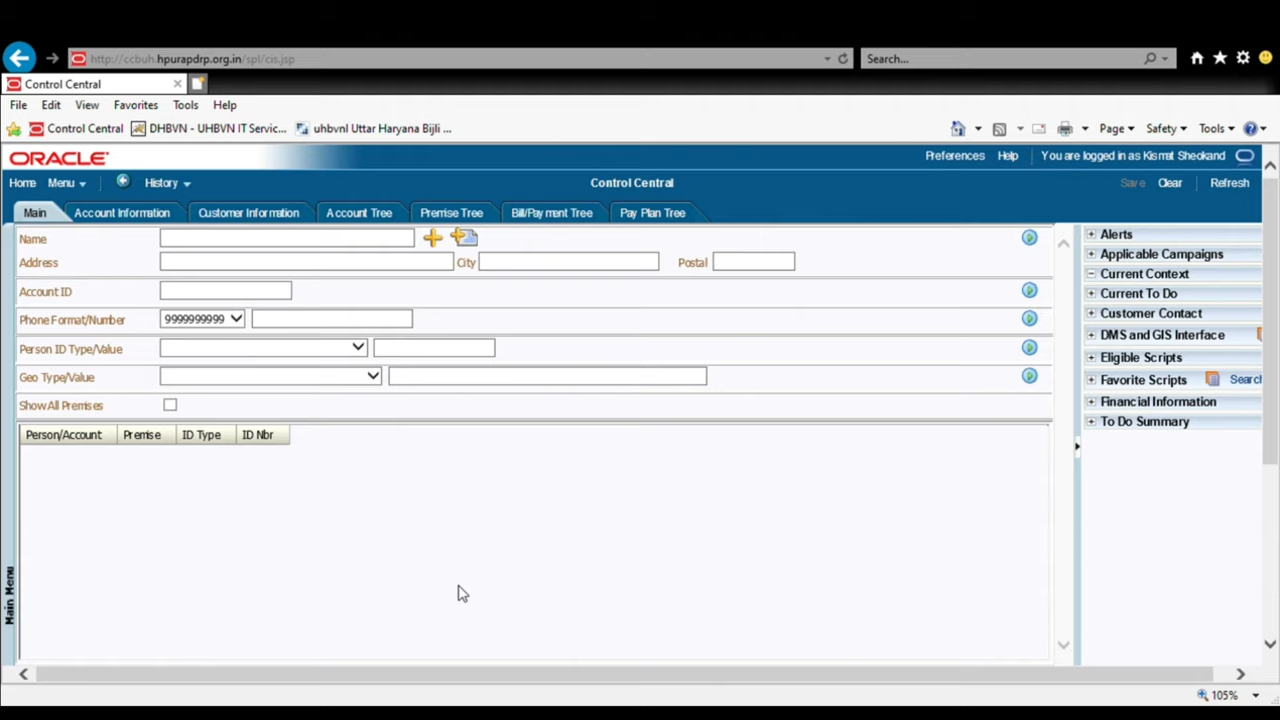 http://ccbuh.hpurapdrp.org.in/spl/cis.jsp
Search...
Control Central
File Edit View Favorites Tools Help
Control Central DHBVN - UHBVN IT Servic... uhbvnl Uttar Haryana Bijli ... Page Safety Tools
ORACLE Preferences Help You are logged in as Kismat Sheokand
Home Menu History Control Central Save Clear Refresh
Main Account Information Customer Information Account Tree Premise Tree Bill/Payment Tree Pay Plan Tree
Name
Address City Postal
Account ID
Phone Format/Number 9999999999
Person ID Type/Value
Geo Type/Value
Show All Premises
Person/Account Premise ID Type ID Nbr
Alerts
Applicable Campaigns
Current Context
Current To Do
Customer Contact
DMS and GIS Interface
Eligible Scripts
Favorite Scripts Search
Financial Information
To Do Summary
Main Menu
105%